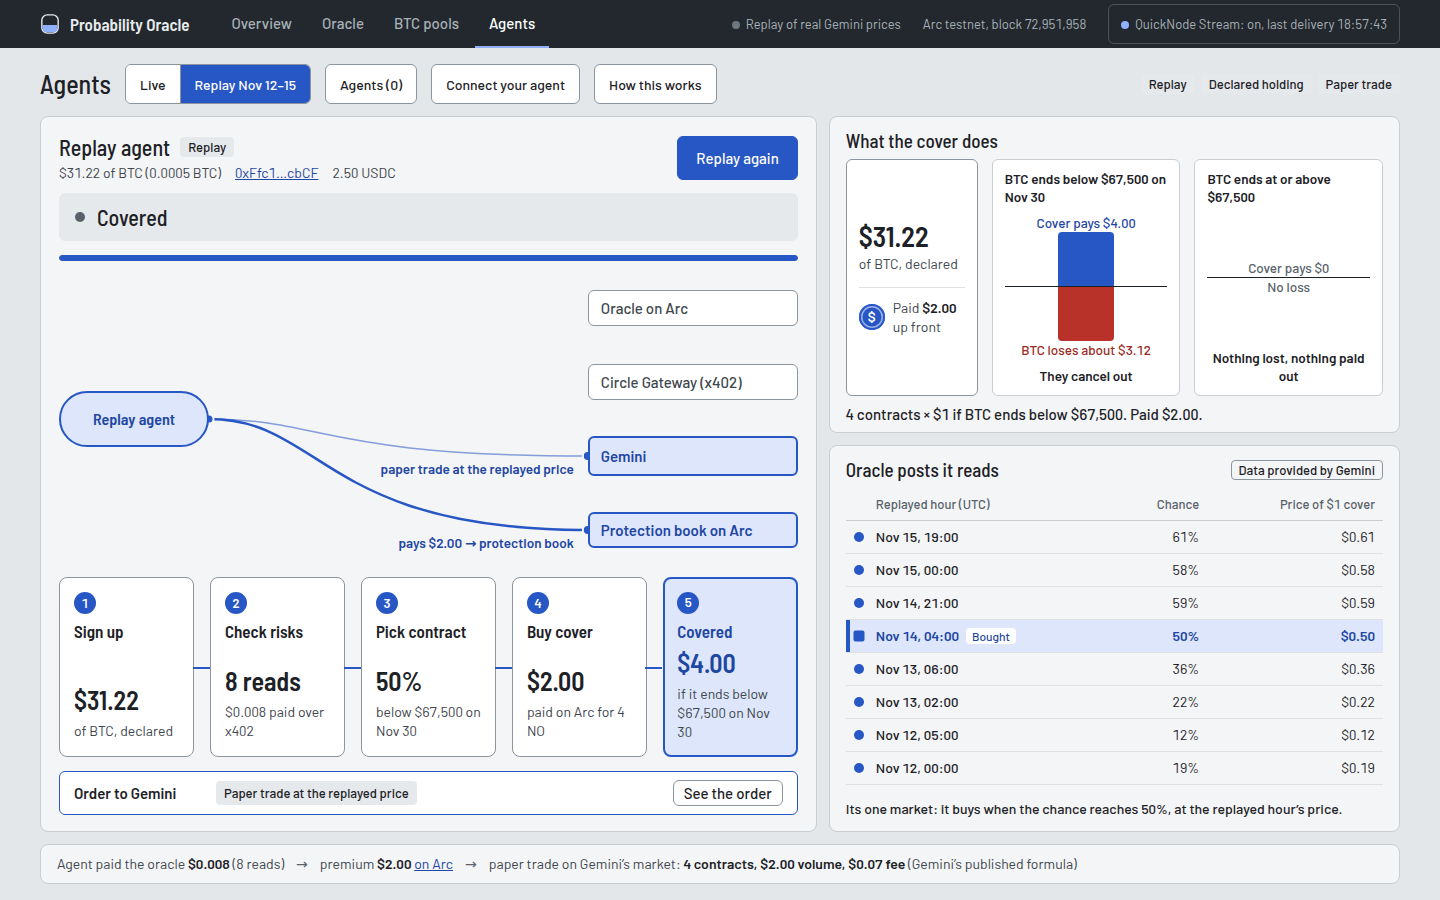 Probability Oracle
Overview
Oracle
BTC pools
Agents
Replay of real Gemini prices
Arc testnet, block 72,951,958
QuickNode Stream: on, last delivery 18:57:43
Agents
Live
Replay Nov 12–15
Agents (0)
Connect your agent
How this works
Replay
Declared holding
Paper trade
Replay agent
Replay
$31.22 of BTC (0.0005 BTC)
0xFfc1…cbCF
2.50 USDC
Replay again
Covered
Oracle on Arc
Circle Gateway (x402)
Replay agent
Gemini
paper trade at the replayed price
Protection book on Arc
pays $2.00 → protection book
1
Sign up
$31.22
of BTC, declared
2
Check risks
8 reads
$0.008 paid over
x402
3
Pick contract
50%
below $67,500 on
Nov 30
4
Buy cover
$2.00
paid on Arc for 4
NO
5
Covered
$4.00
if it ends below
$67,500 on Nov
30
Order to Gemini
Paper trade at the replayed price
See the order
What the cover does
$31.22
of BTC, declared
$
Paid $2.00
up front
BTC ends below $67,500 on
Nov 30
Cover pays $4.00
BTC loses about $3.12
They cancel out
BTC ends at or above
$67,500
Cover pays $0
No loss
Nothing lost, nothing paid
out
4 contracts × $1 if BTC ends below $67,500. Paid $2.00.
Oracle posts it reads
Data provided by Gemini
Replayed hour (UTC) Chance Price of $1 cover
Nov 15, 19:00 61% $0.61
Nov 15, 00:00 58% $0.58
Nov 14, 21:00 59% $0.59
Nov 14, 04:00 Bought 50% $0.50
Nov 13, 06:00 36% $0.36
Nov 13, 02:00 22% $0.22
Nov 12, 05:00 12% $0.12
Nov 12, 00:00 19% $0.19
Its one market: it buys when the chance reaches 50%, at the replayed hour's price.
Agent paid the oracle $0.008 (8 reads) → premium $2.00 on Arc → paper trade on Gemini's market: 4 contracts, $2.00 volume, $0.07 fee (Gemini's published formula)